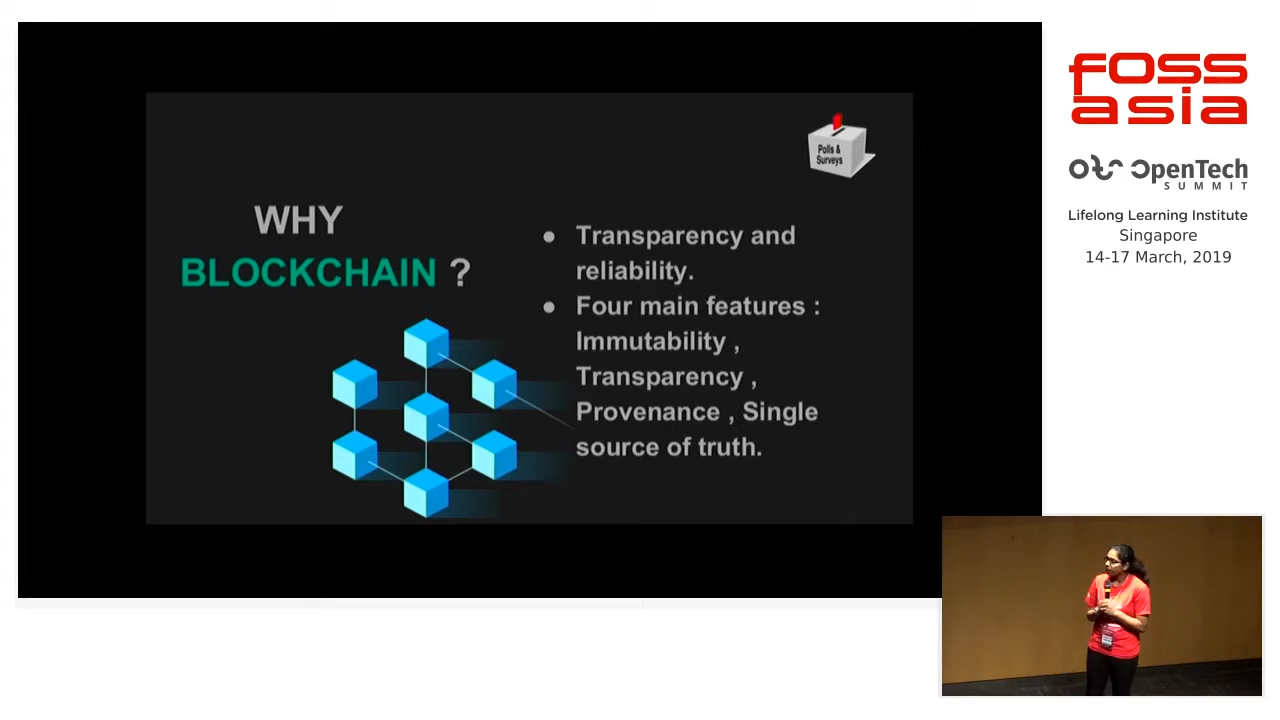 Polls &
Surveys
WHY
BLOCKCHAIN ?
● Transparency and
reliability.
● Four main features :
Immutability ,
Transparency ,
Provenance , Single
source of truth.
fOSS
asia
OpenTech
SUMMIT
Lifelong Learning Institute
Singapore
14-17 March, 2019